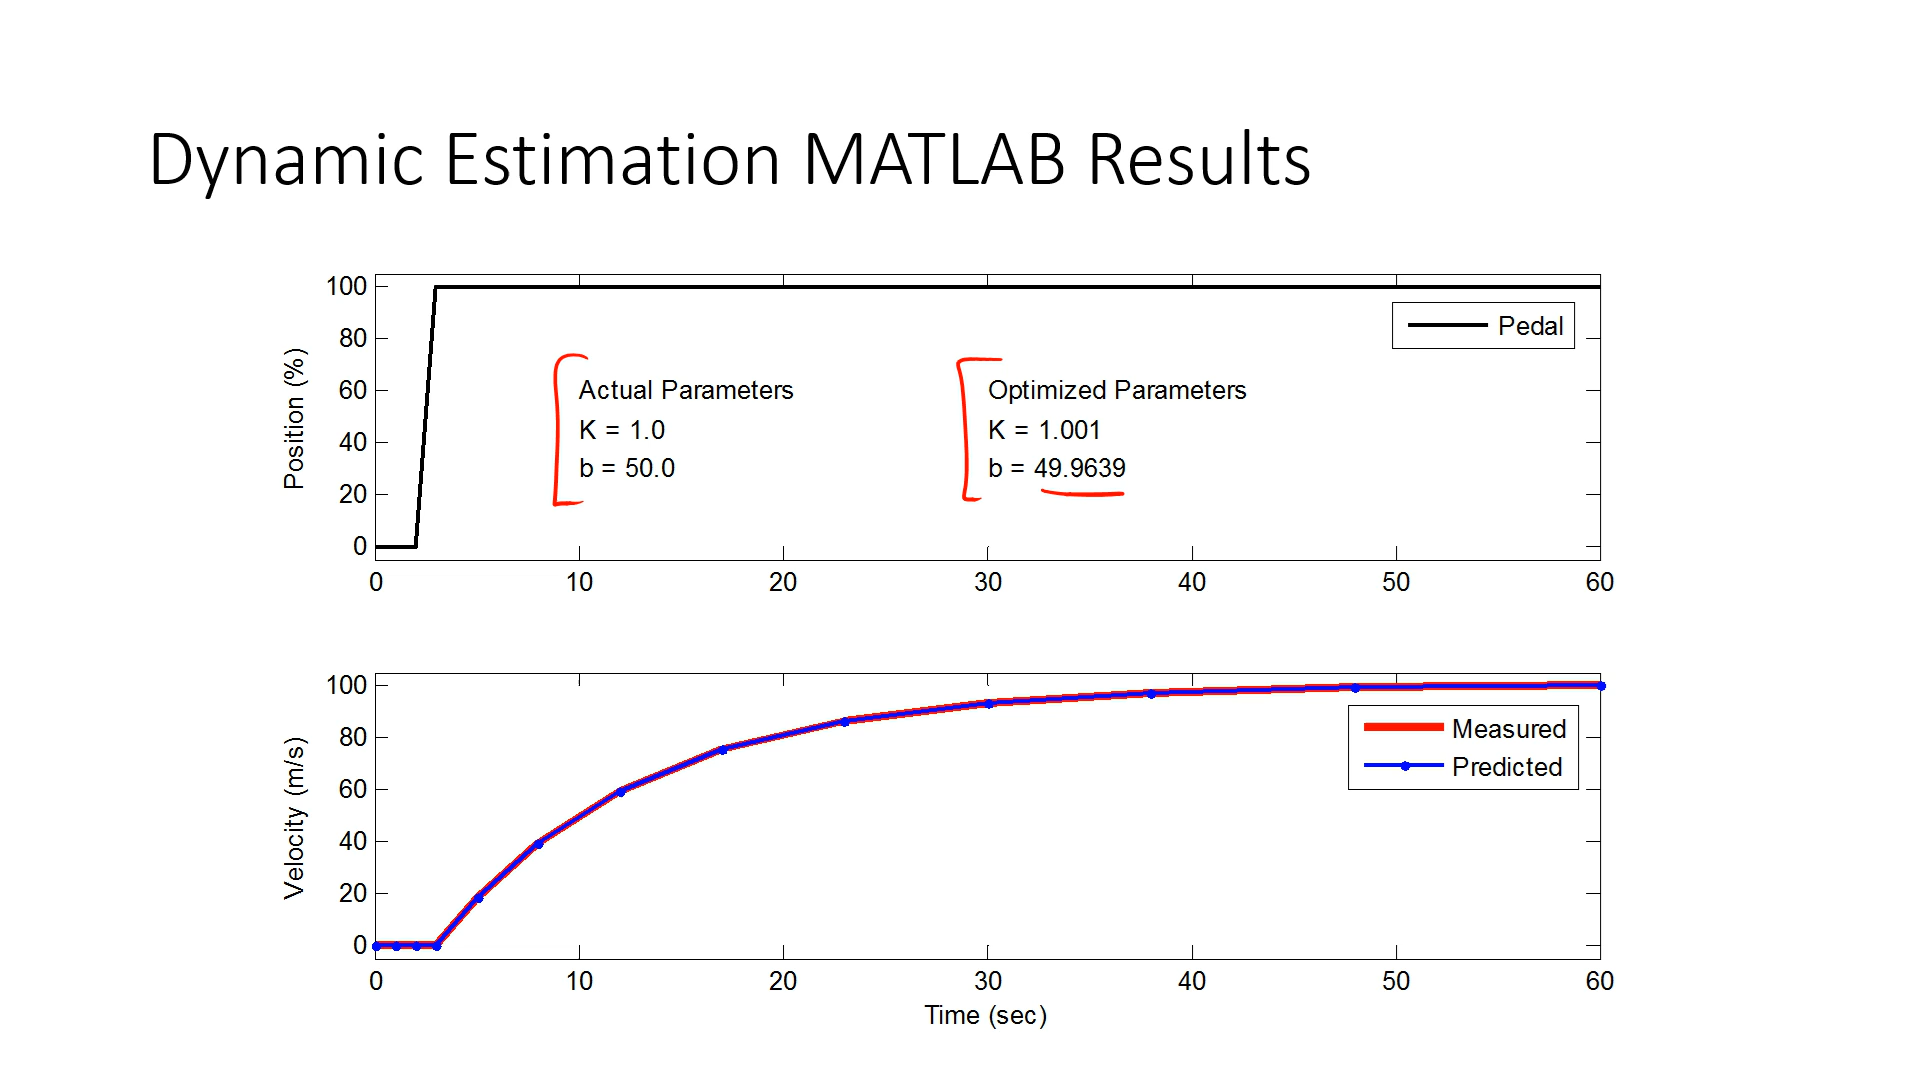 Dynamic Estimation MATLAB Results
100
80
60
40
20
0
Position (%)
Pedal
Actual Parameters
K = 1.0
b = 50.0
Optimized Parameters
K = 1.001
b = 49.9639
0 10 20 30 40 50 60
100
80
60
40
20
0
Velocity (m/s)
Measured
Predicted
0 10 20 30 40 50 60
Time (sec)